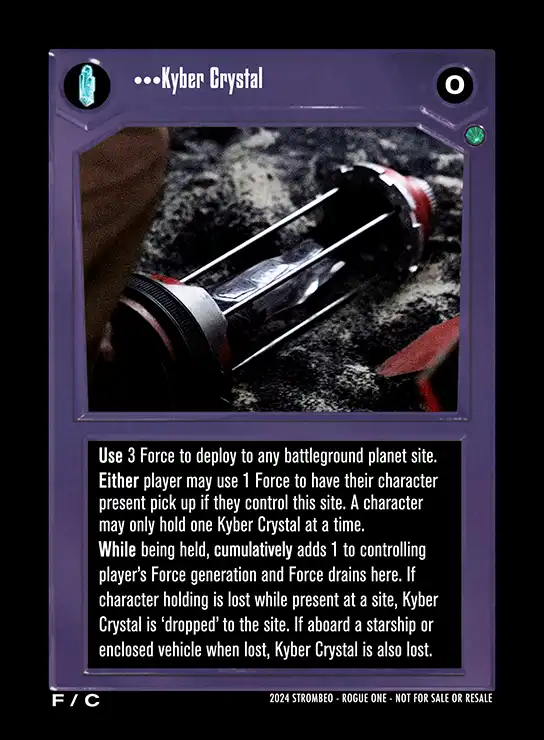 •••Kyber Crystal
O
Use 3 Force to deploy to any battleground planet site.
Either player may use 1 Force to have their character
present pick up if they control this site. A character
may only hold one Kyber Crystal at a time.
While being held, cumulatively adds 1 to controlling
player's Force generation and Force drains here. If
character holding is lost while present at a site, Kyber
Crystal is 'dropped' to the site. If aboard a starship or
enclosed vehicle when lost, Kyber Crystal is also lost.
F / C
2024 STROMBEO - ROGUE ONE - NOT FOR SALE OR RESALE